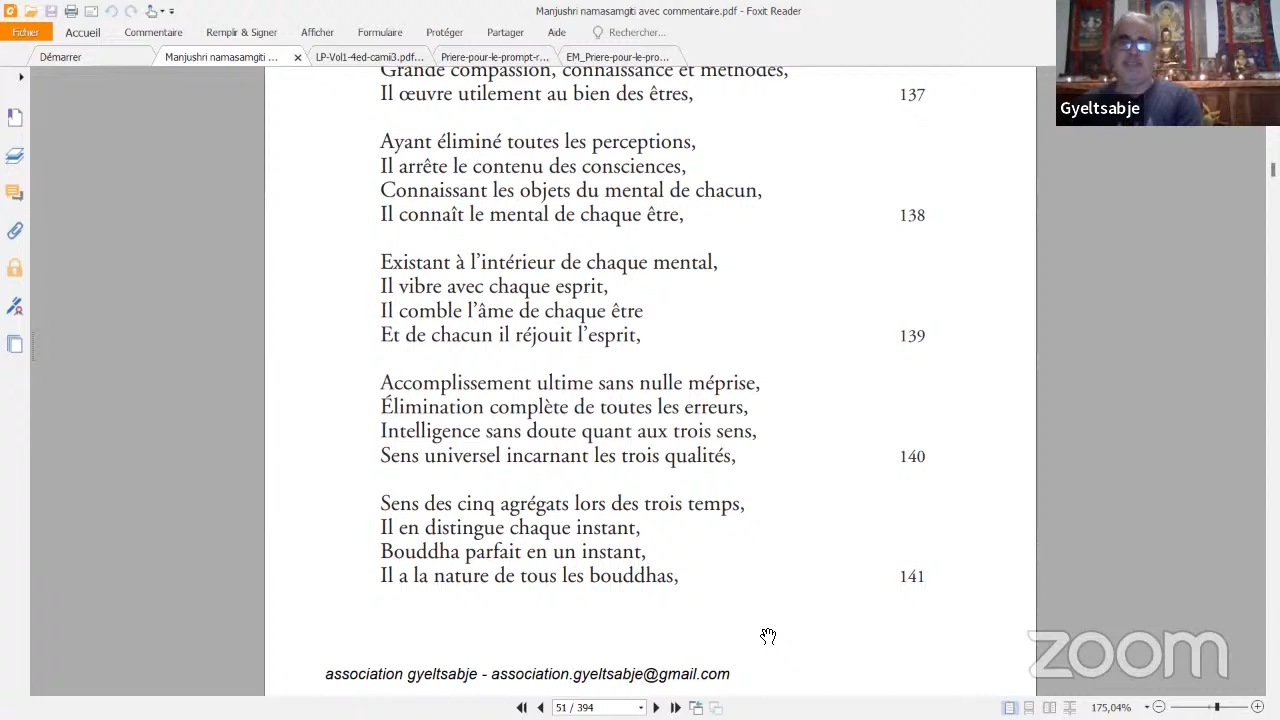 Manjushri namasamgiti avec commentaire.pdf - Foxit Reader
Fichier Accueil Commentaire Remplir & Signer Afficher Formulaire Protéger Partager Aide Rechercher...
Démarrer Manjushri namasamgiti ... LP-Vol1-4ed-cami3.pdf... Priere-pour-le-prompt-r... EM_Priere-pour-le-pro...
Gyeltsabje
Grande compassion, connaissance et méthodes,
Il œuvre utilement au bien des êtres, 137
Ayant éliminé toutes les perceptions,
Il arrête le contenu des consciences,
Connaissant les objets du mental de chacun,
Il connaît le mental de chaque être, 138
Existant à l’intérieur de chaque mental,
Il vibre avec chaque esprit,
Il comble l’âme de chaque être
Et de chacun il réjouit l’esprit, 139
Accomplissement ultime sans nulle méprise,
Élimination complète de toutes les erreurs,
Intelligence sans doute quant aux trois sens,
Sens universel incarnant les trois qualités, 140
Sens des cinq agrégats lors des trois temps,
Il en distingue chaque instant,
Bouddha parfait en un instant,
Il a la nature de tous les bouddhas, 141
zoom
association gyeltsabje - association.gyeltsabje@gmail.com
51 / 394 175,04%